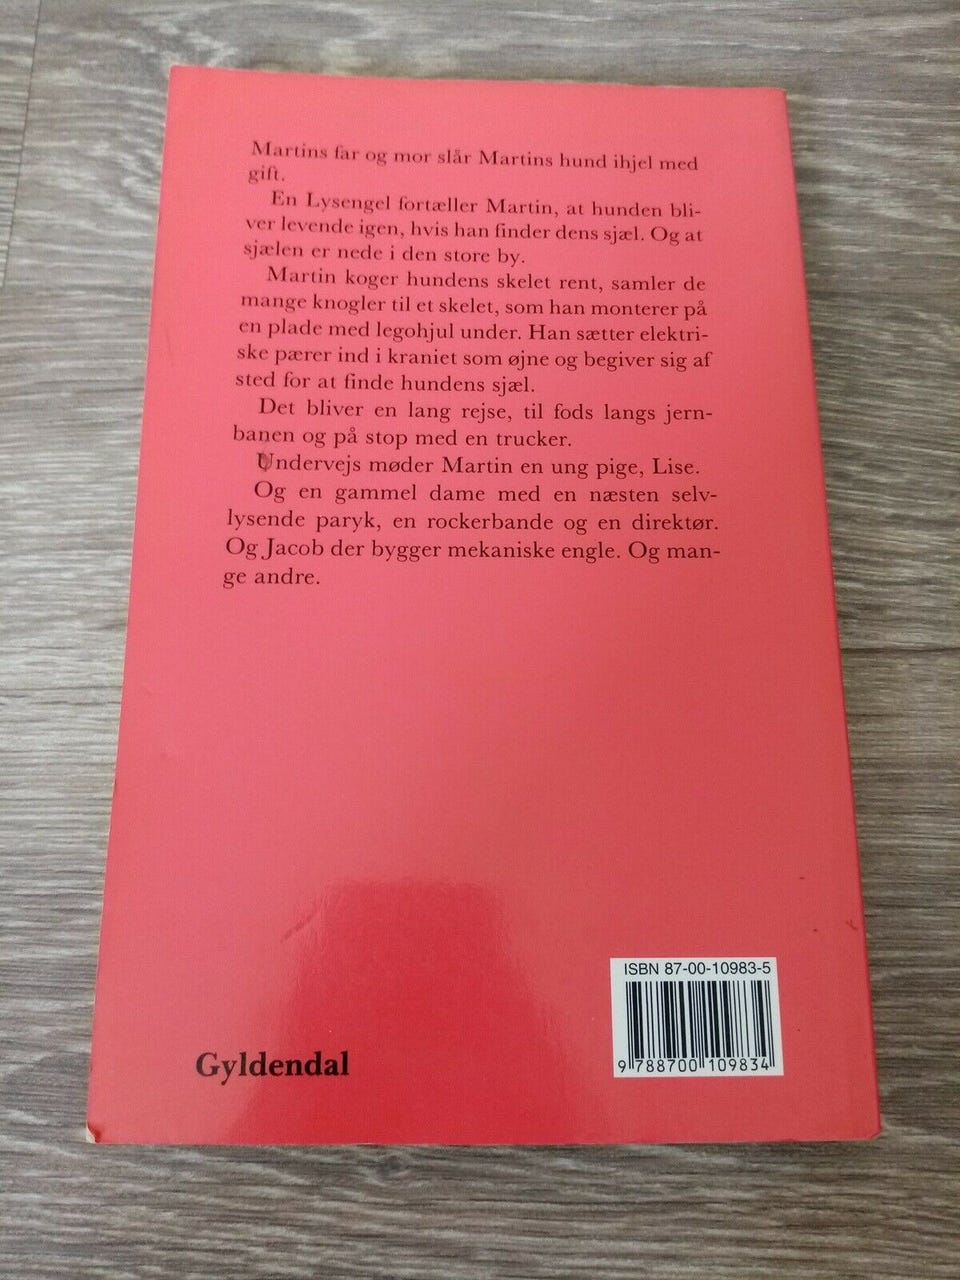 Martins far og mor slår Martins hund ihjel med
gift.
En Lysengel fortæller Martin, at hunden bli-
ver levende igen, hvis han finder dens sjæl. Og at
sjælen er nede i den store by.
Martin koger hundens skelet rent, samler de
mange knogler til et skelet, som han monterer på
en plade med legohjul under. Han sætter elektri-
ske pærer ind i kraniet som øjne og begiver sig af
sted for at finde hundens sjæl.
Det bliver en lang rejse, til fods langs jern-
banen og på stop med en trucker.
Undervejs møder Martin en ung pige, Lise.
Og en gammel dame med en næsten selv-
lysende paryk, en rockerbande og en direktør.
Og Jacob der bygger mekaniske engle. Og man-
ge andre.
ISBN 87-00-10983-5
9 788700 109834
Gyldendal